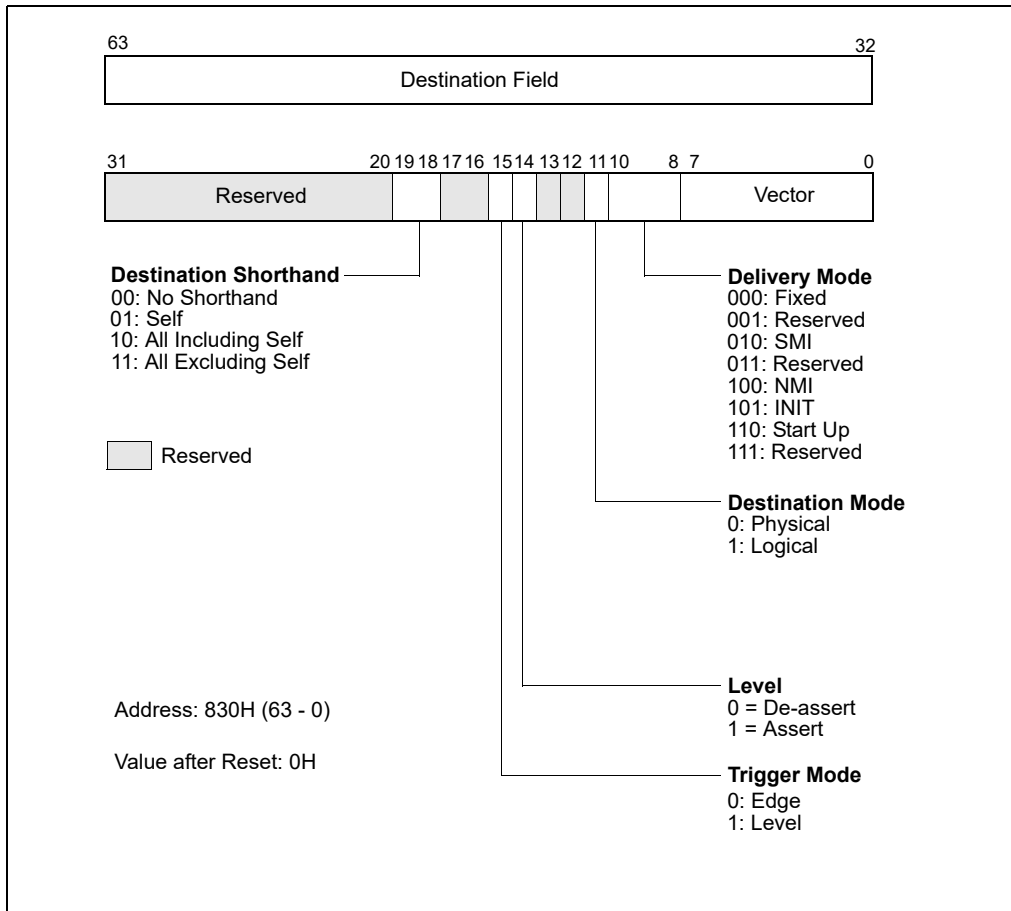 63 32
Destination Field
31 20 19 18 17 16 15 14 13 12 11 10 8 7 0
Reserved Vector
Destination Shorthand
00: No Shorthand
01: Self
10: All Including Self
11: All Excluding Self
Reserved
Delivery Mode
000: Fixed
001: Reserved
010: SMI
011: Reserved
100: NMI
101: INIT
110: Start Up
111: Reserved
Destination Mode
0: Physical
1: Logical
Level
0 = De-assert
1 = Assert
Address: 830H (63 - 0)
Value after Reset: 0H
Trigger Mode
0: Edge
1: Level